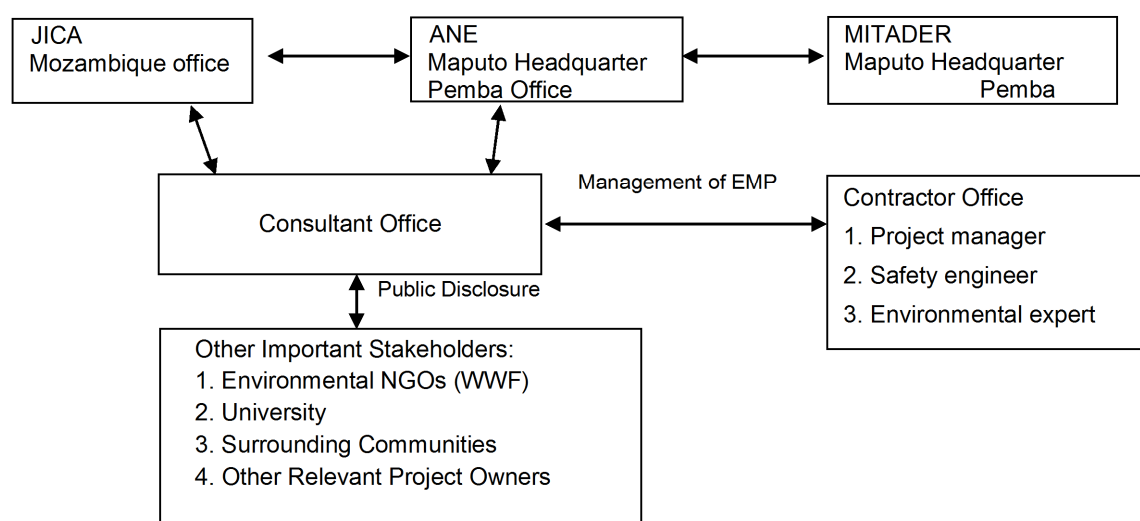 JICA
Mozambique office
ANE
Maputo Headquarter
Pemba Office
MITADER
Maputo Headquarter
Pemba
Consultant Office
Management of EMP
Contractor Office
1. Project manager
2. Safety engineer
3. Environmental expert
Public Disclosure
Other Important Stakeholders:
1. Environmental NGOs (WWF)
2. University
3. Surrounding Communities
4. Other Relevant Project Owners